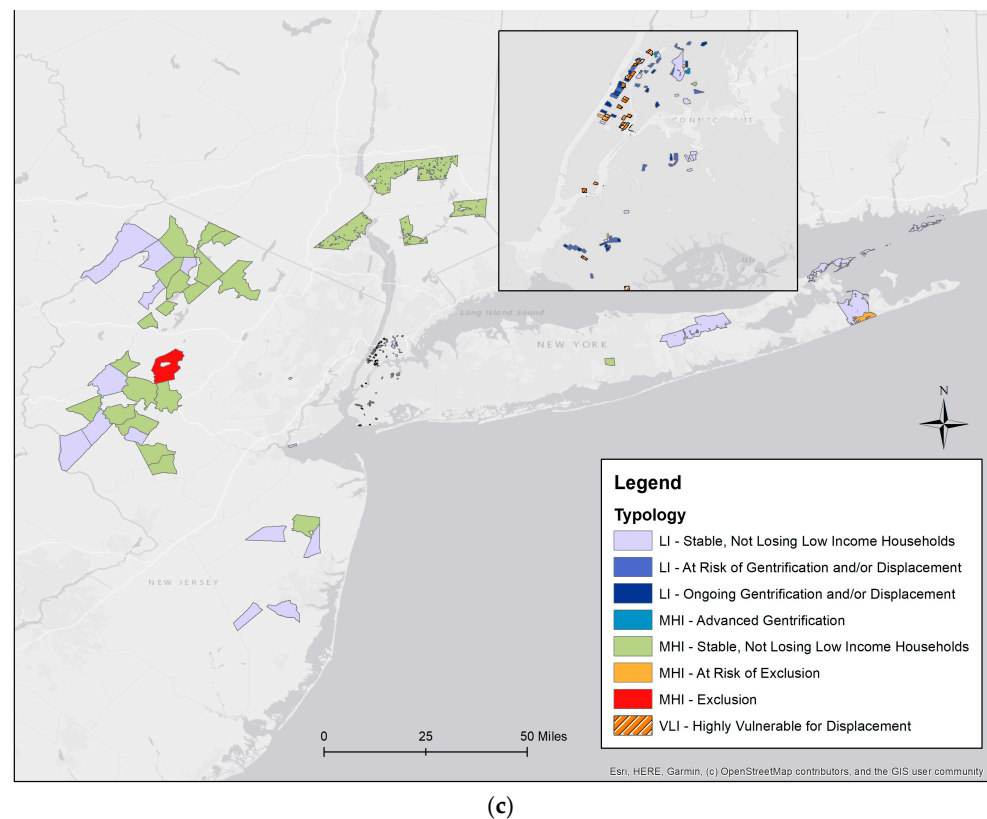 CONNECTICUT
Long Island Sound
NEW YORK
N
NEW JERSEY
Legend
Typology
LI - Stable, Not Losing Low Income Households
LI - At Risk of Gentrification and/or Displacement
LI - Ongoing Gentrification and/or Displacement
MHI - Advanced Gentrification
MHI - Stable, Not Losing Low Income Households
MHI - At Risk of Exclusion
MHI - Exclusion
VLI - Highly Vulnerable for Displacement
0 25 50 Miles
Esri, HERE, Garmin, (c) OpenStreetMap contributors, and the GIS user community
(c)